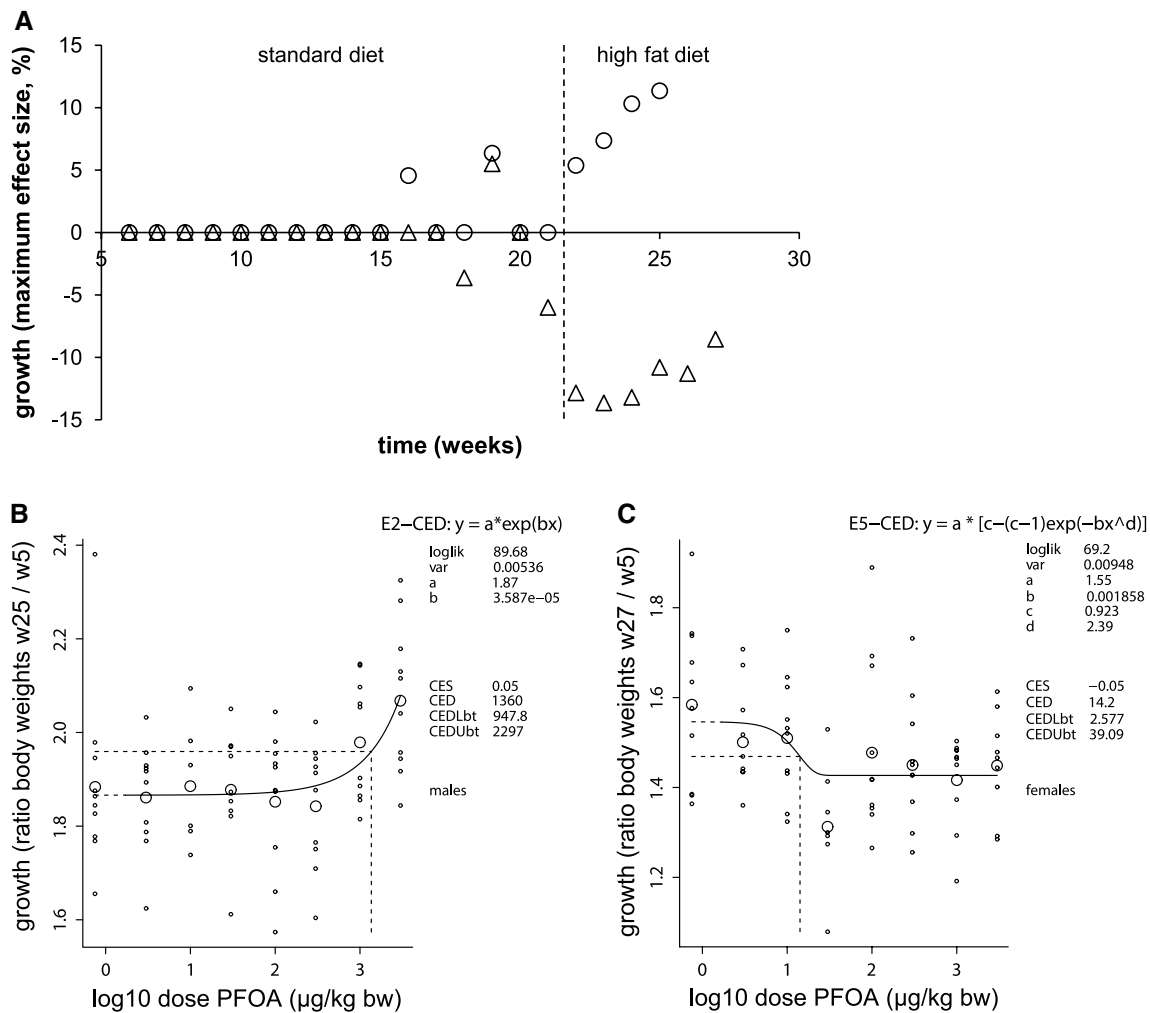 A
growth (maximum effect size, %)
standard diet
high fat diet
15
10
5
0
-5
-10
-15
5
10
15
20
25
30
time (weeks)
B
E2−CED: y = a*exp(bx)
growth (ratio body weights w25 / w5)
2.4
2.2
2.0
1.8
1.6
loglik 89.68
var 0.00536
a 1.87
b 3.587e−05
CES 0.05
CED 1360
CEDLbt 947.8
CEDUbt 2297
males
0
1
2
3
log10 dose PFOA (µg/kg bw)
C
E5−CED: y = a * [c−(c−1)exp(−bx^d)]
growth (ratio body weights w27 / w5)
1.8
1.6
1.4
1.2
loglik 69.2
var 0.00948
a 1.55
b 0.001858
c 0.923
d 2.39
CES −0.05
CED 14.2
CEDLbt 2.577
CEDUbt 39.09
females
0
1
2
3
log10 dose PFOA (µg/kg bw)